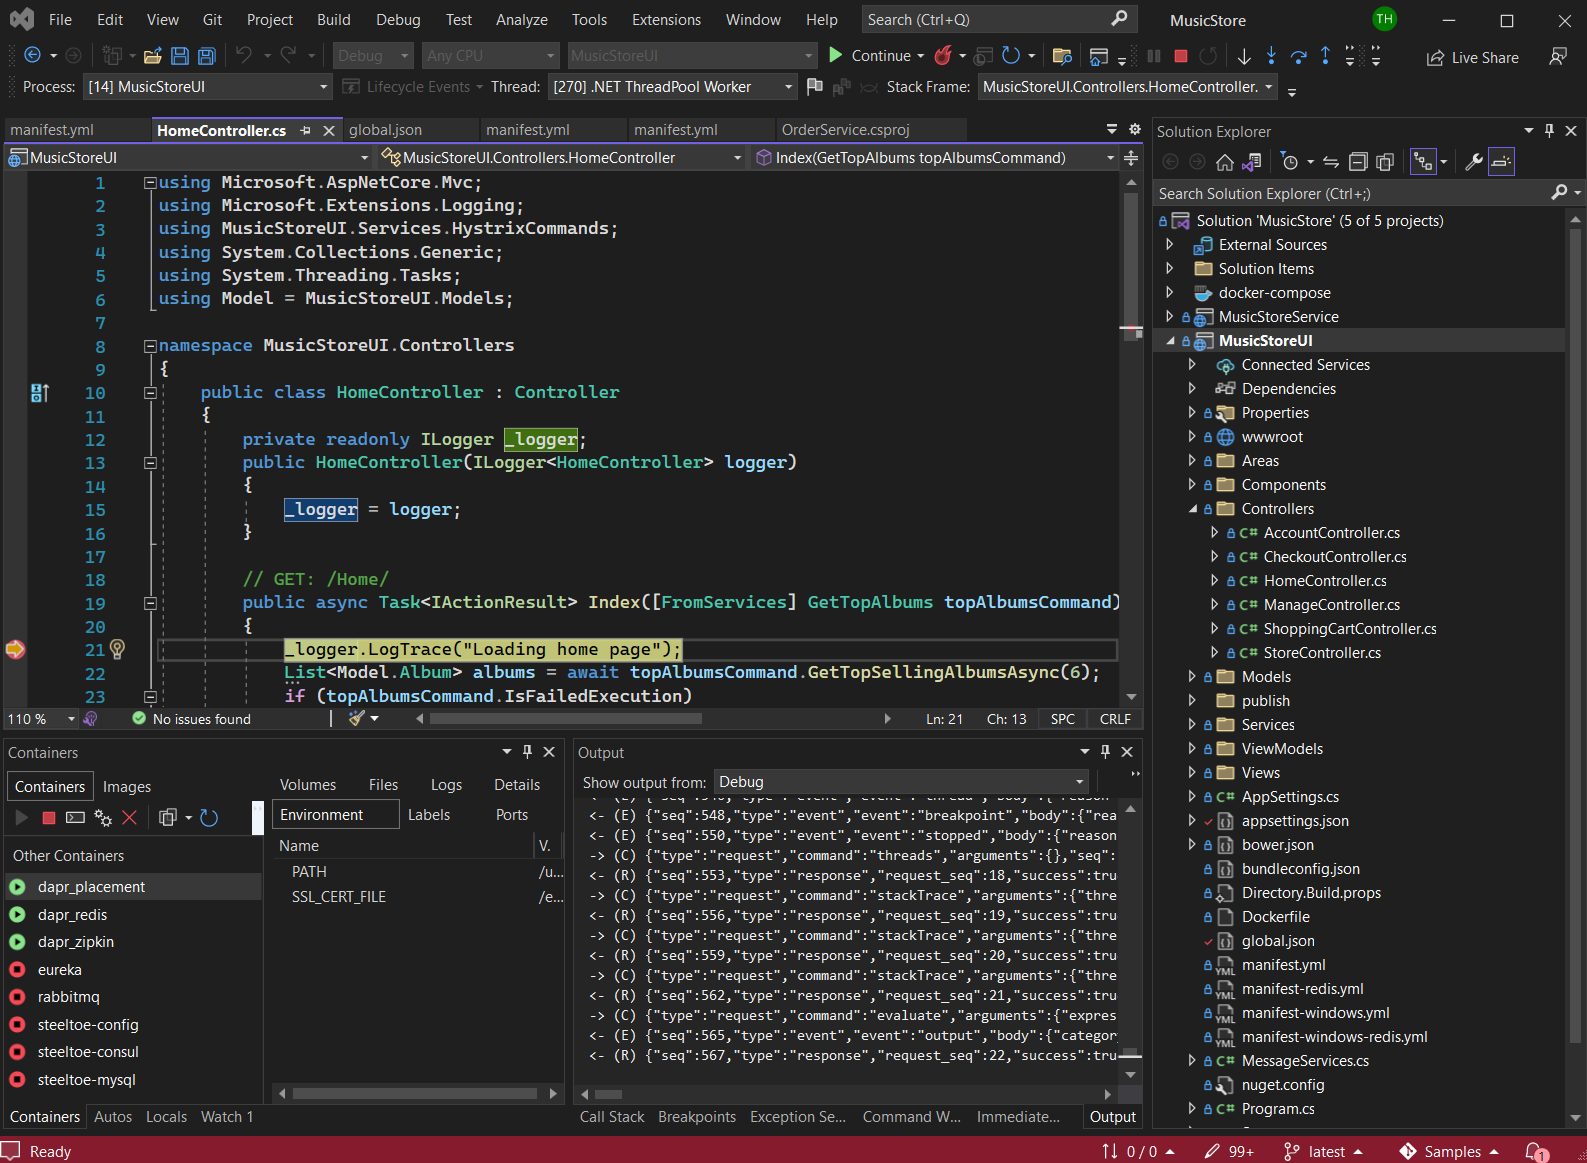 File Edit View Git Project Build Debug Test Analyze Tools Extensions Window Help Search (Ctrl+Q) MusicStore TH
Debug Any CPU MusicStoreUI Continue Live Share
Process: [14] MusicStoreUI Lifecycle Events Thread: [270] .NET ThreadPool Worker Stack Frame: MusicStoreUI.Controllers.HomeController.
manifest.yml HomeController.cs global.json manifest.yml manifest.yml OrderService.csproj
MusicStoreUI MusicStoreUI.Controllers.HomeController Index(GetTopAlbums topAlbumsCommand)
1 using Microsoft.AspNetCore.Mvc;
2 using Microsoft.Extensions.Logging;
3 using MusicStoreUI.Services.HystrixCommands;
4 using System.Collections.Generic;
5 using System.Threading.Tasks;
6 using Model = MusicStoreUI.Models;
7
8 namespace MusicStoreUI.Controllers
9 {
10 public class HomeController : Controller
11 {
12 private readonly ILogger _logger;
13 public HomeController(ILogger<HomeController> logger)
14 {
15 _logger = logger;
16 }
17
18 // GET: /Home/
19 public async Task<IActionResult> Index([FromServices] GetTopAlbums topAlbumsCommand)
20 {
21 _logger.LogTrace("Loading home page");
22 List<Model.Album> albums = await topAlbumsCommand.GetTopSellingAlbumsAsync(6);
23 if (topAlbumsCommand.IsFailedExecution)
110 % No issues found Ln: 21 Ch: 13 SPC CRLF
Containers
Containers Images
Other Containers
dapr_placement
dapr_redis
dapr_zipkin
eureka
rabbitmq
steeltoe-config
steeltoe-consul
steeltoe-mysql
Volumes Files Logs Details
Environment Labels Ports
Name V.
PATH /u...
SSL_CERT_FILE /e...
Containers Autos Locals Watch 1
Output
Show output from: Debug
<- (E) {"seq":548,"type":"event","event":"breakpoint","body":{"rea
<- (E) {"seq":550,"type":"event","event":"stopped","body":{"reason
-> (C) {"type":"request","command":"threads","arguments":{},"seq":
<- (R) {"seq":553,"type":"response","request_seq":18,"success":tru
-> (C) {"type":"request","command":"stackTrace","arguments":{"thre
<- (R) {"seq":556,"type":"response","request_seq":19,"success":tru
-> (C) {"type":"request","command":"stackTrace","arguments":{"thre
<- (R) {"seq":559,"type":"response","request_seq":20,"success":tru
-> (C) {"type":"request","command":"stackTrace","arguments":{"thre
<- (R) {"seq":562,"type":"response","request_seq":21,"success":tru
-> (C) {"type":"request","command":"evaluate","arguments":{"expres
<- (E) {"seq":565,"type":"event","event":"output","body":{"categor
<- (R) {"seq":567,"type":"response","request_seq":22,"success":tru
Call Stack Breakpoints Exception Se... Command W... Immediate... Output
Solution Explorer
Search Solution Explorer (Ctrl+;)
Solution 'MusicStore' (5 of 5 projects)
External Sources
Solution Items
docker-compose
MusicStoreService
MusicStoreUI
Connected Services
Dependencies
Properties
wwwroot
Areas
Components
Controllers
C# AccountController.cs
C# CheckoutController.cs
C# HomeController.cs
C# ManageController.cs
C# ShoppingCartController.cs
C# StoreController.cs
Models
publish
Services
ViewModels
Views
C# AppSettings.cs
appsettings.json
bower.json
bundleconfig.json
Directory.Build.props
Dockerfile
global.json
YML manifest.yml
YML manifest-redis.yml
YML manifest-windows.yml
YML manifest-windows-redis.yml
C# MessageServices.cs
nuget.config
C# Program.cs
Ready 0 / 0 99+ latest Samples 1